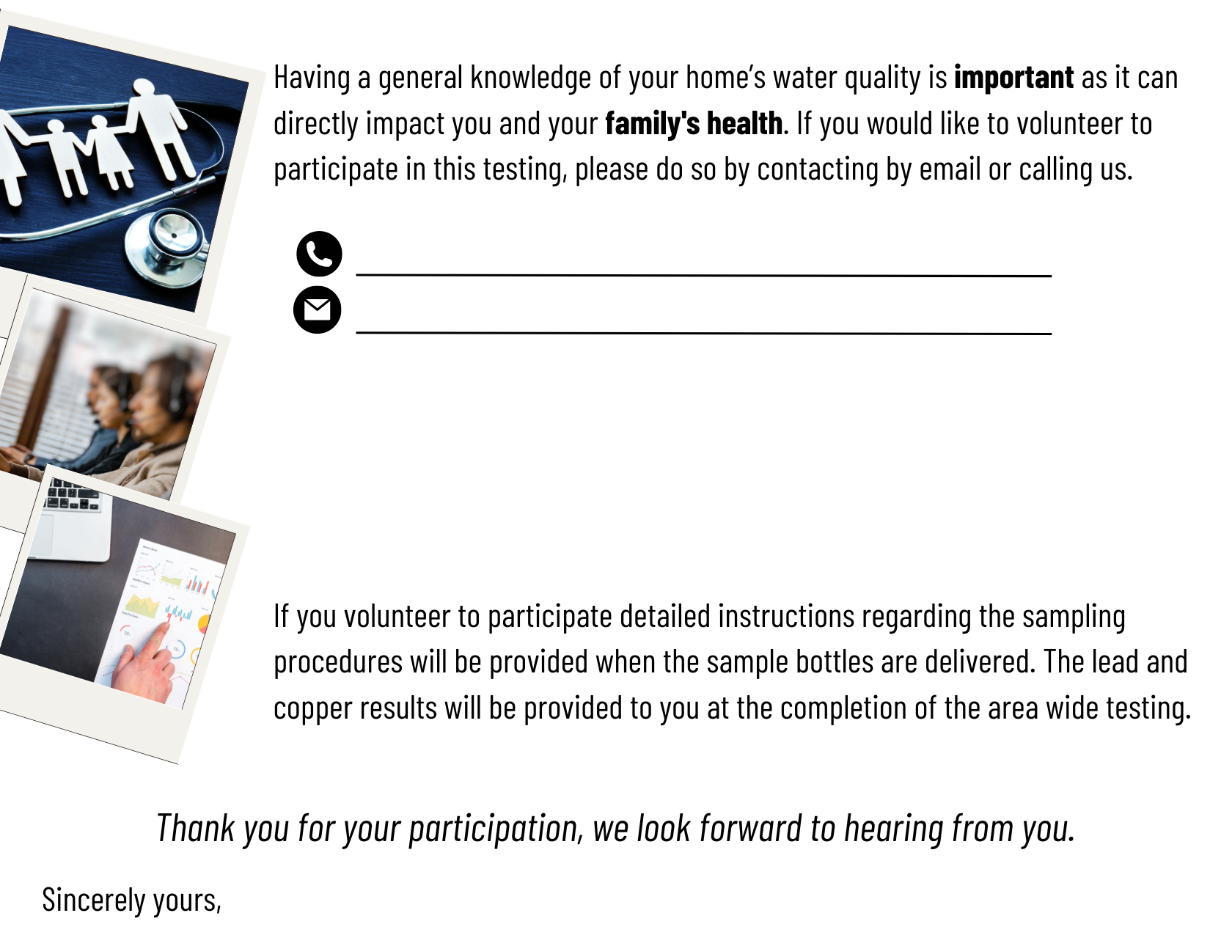 Having a general knowledge of your home’s water quality is important as it can
directly impact you and your family's health. If you would like to volunteer to
participate in this testing, please do so by contacting by email or calling us.
If you volunteer to participate detailed instructions regarding the sampling
procedures will be provided when the sample bottles are delivered. The lead and
copper results will be provided to you at the completion of the area wide testing.
Thank you for your participation, we look forward to hearing from you.
Sincerely yours,